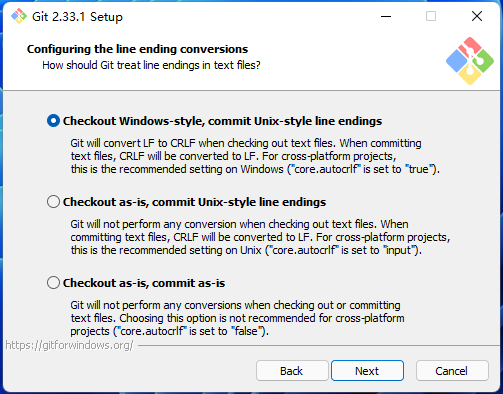 Git 2.33.1 Setup
Configuring the line ending conversions
How should Git treat line endings in text files?
Checkout Windows-style, commit Unix-style line endings
Git will convert LF to CRLF when checking out text files. When committing
text files, CRLF will be converted to LF. For cross-platform projects,
this is the recommended setting on Windows ("core.autocrlf" is set to "true").
Checkout as-is, commit Unix-style line endings
Git will not perform any conversion when checking out text files. When
committing text files, CRLF will be converted to LF. For cross-platform projects,
this is the recommended setting on Unix ("core.autocrlf" is set to "input").
Checkout as-is, commit as-is
Git will not perform any conversions when checking out or committing
text files. Choosing this option is not recommended for cross-platform
projects ("core.autocrlf" is set to "false").
https://gitforwindows.org/
Back Next Cancel